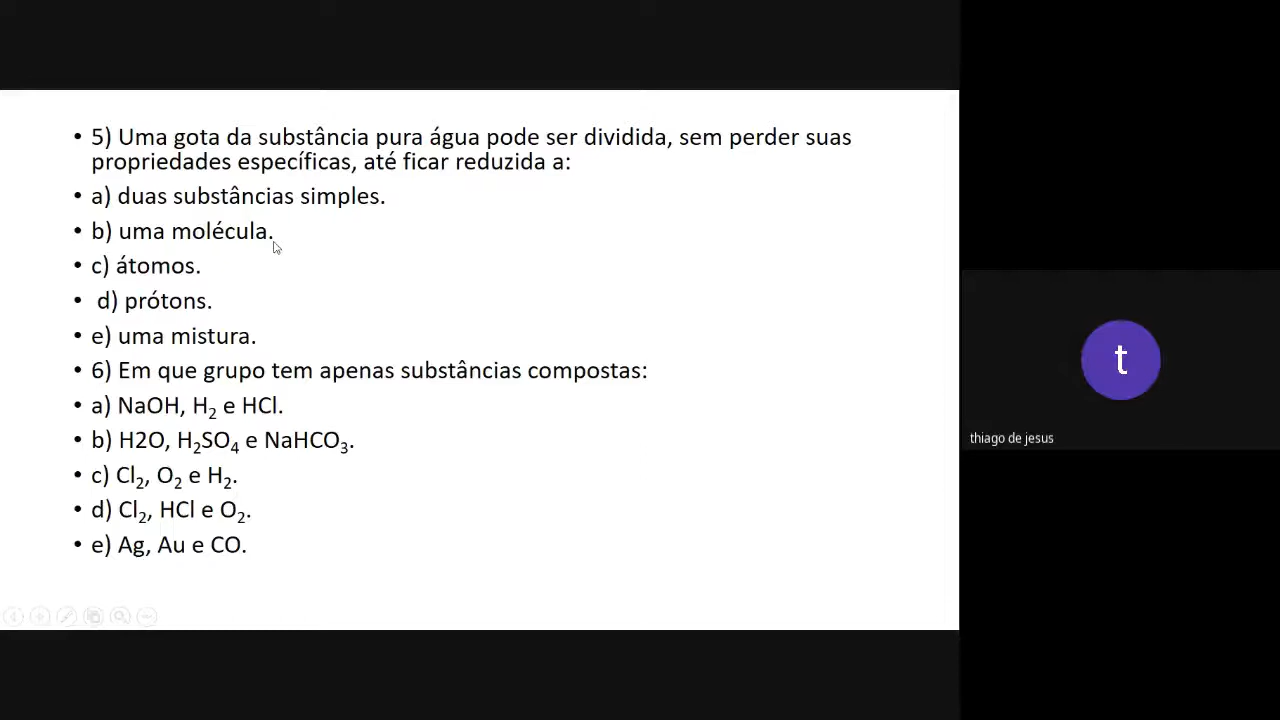 • 5) Uma gota da substância pura água pode ser dividida, sem perder suas
propriedades específicas, até ficar reduzida a:
• a) duas substâncias simples.
• b) uma molécula.
• c) átomos.
• d) prótons.
• e) uma mistura.
• 6) Em que grupo tem apenas substâncias compostas:
• a) NaOH, H₂ e HCl.
• b) H2O, H₂SO₄ e NaHCO₃.
• c) Cl₂, O₂ e H₂.
• d) Cl₂, HCl e O₂.
• e) Ag, Au e CO.
t
thiago de jesus